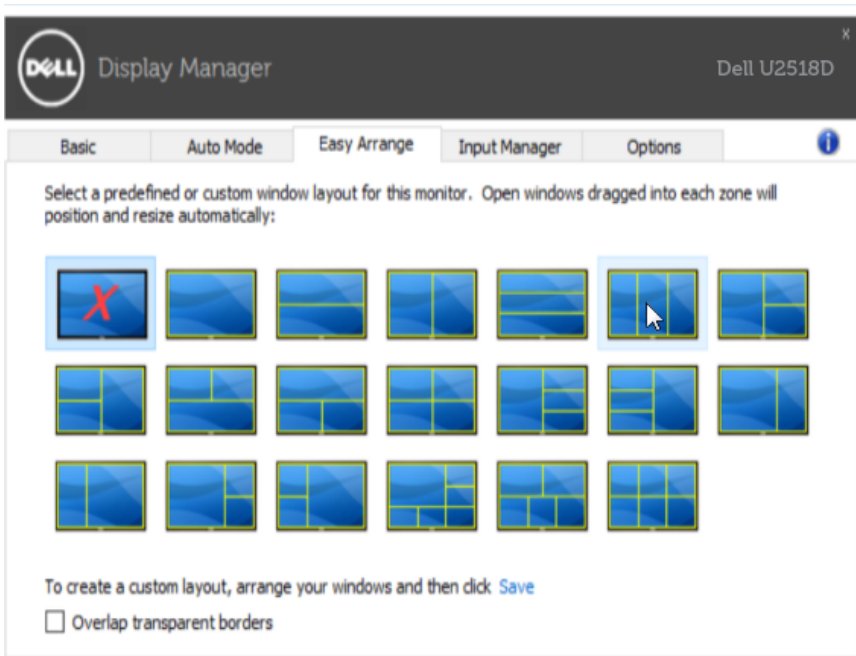 DELL Display Manager
X
Dell U2518D
Basic Auto Mode Easy Arrange Input Manager Options i
Select a predefined or custom window layout for this monitor. Open windows dragged into each zone will
position and resize automatically:
X
To create a custom layout, arrange your windows and then click Save
Overlap transparent borders